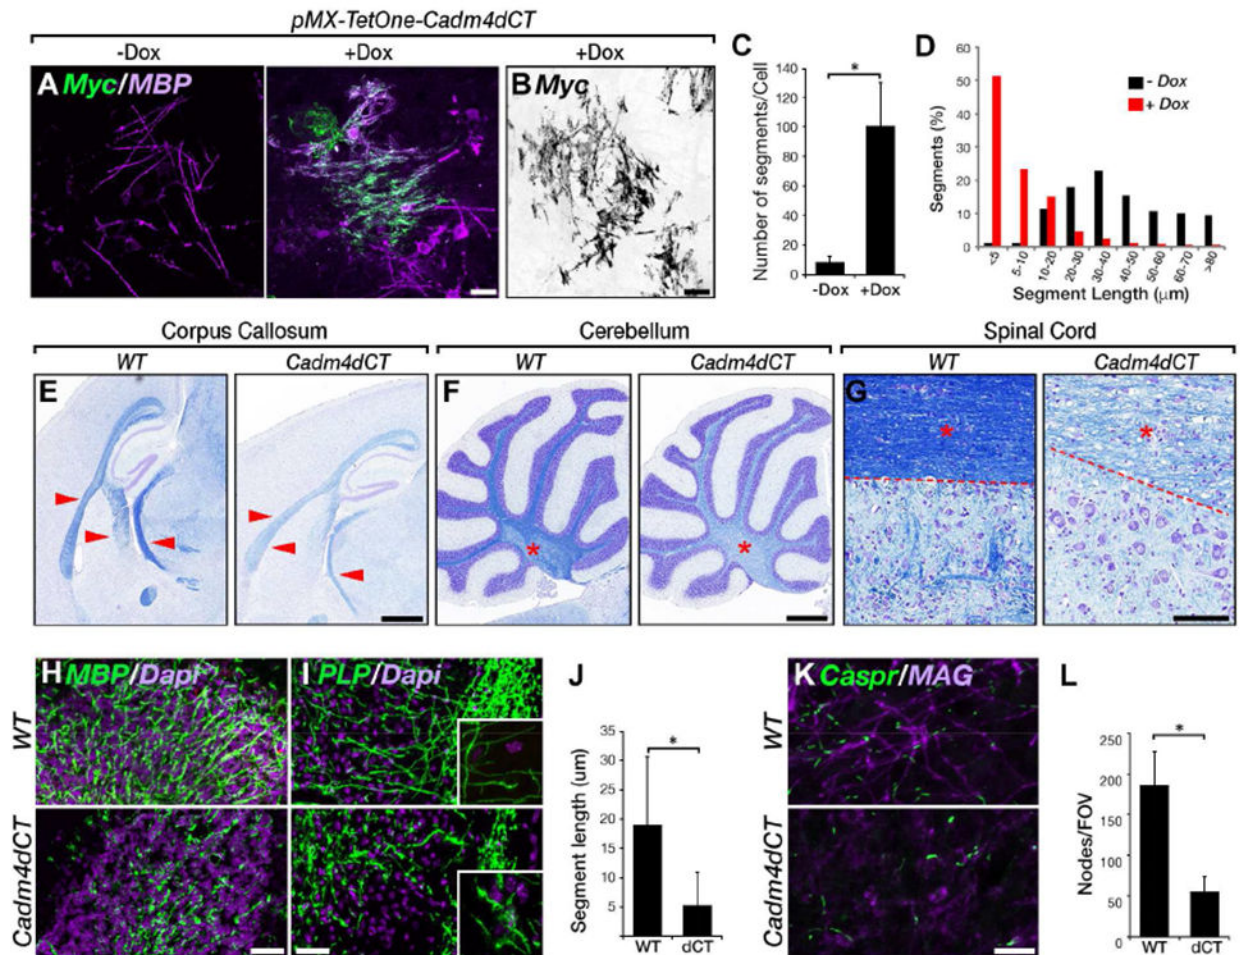 pMX-TetOne-Cadm4dCT
-Dox +Dox +Dox
A Myc/MBP
B Myc
C
Number of segments/Cell
140
120
100
80
60
40
20
0
-Dox +Dox
*
D
Segments (%)
60
50
40
30
20
10
0
- Dox
+ Dox
<5 5-10 10-20 20-30 30-40 40-50 50-60 60-70 >80
Segment Length (μm)
Corpus Callosum Cerebellum Spinal Cord
WT Cadm4dCT WT Cadm4dCT WT Cadm4dCT
E
F
*
*
G
*
*
WT
Cadm4dCT
H MBP/Dapi
I PLP/Dapi
J
Segment length (um)
35
30
25
20
15
10
5
*
WT dCT
WT
Cadm4dCT
K Caspr/MAG
L
Nodes/FOV
250
200
150
100
50
0
*
WT dCT